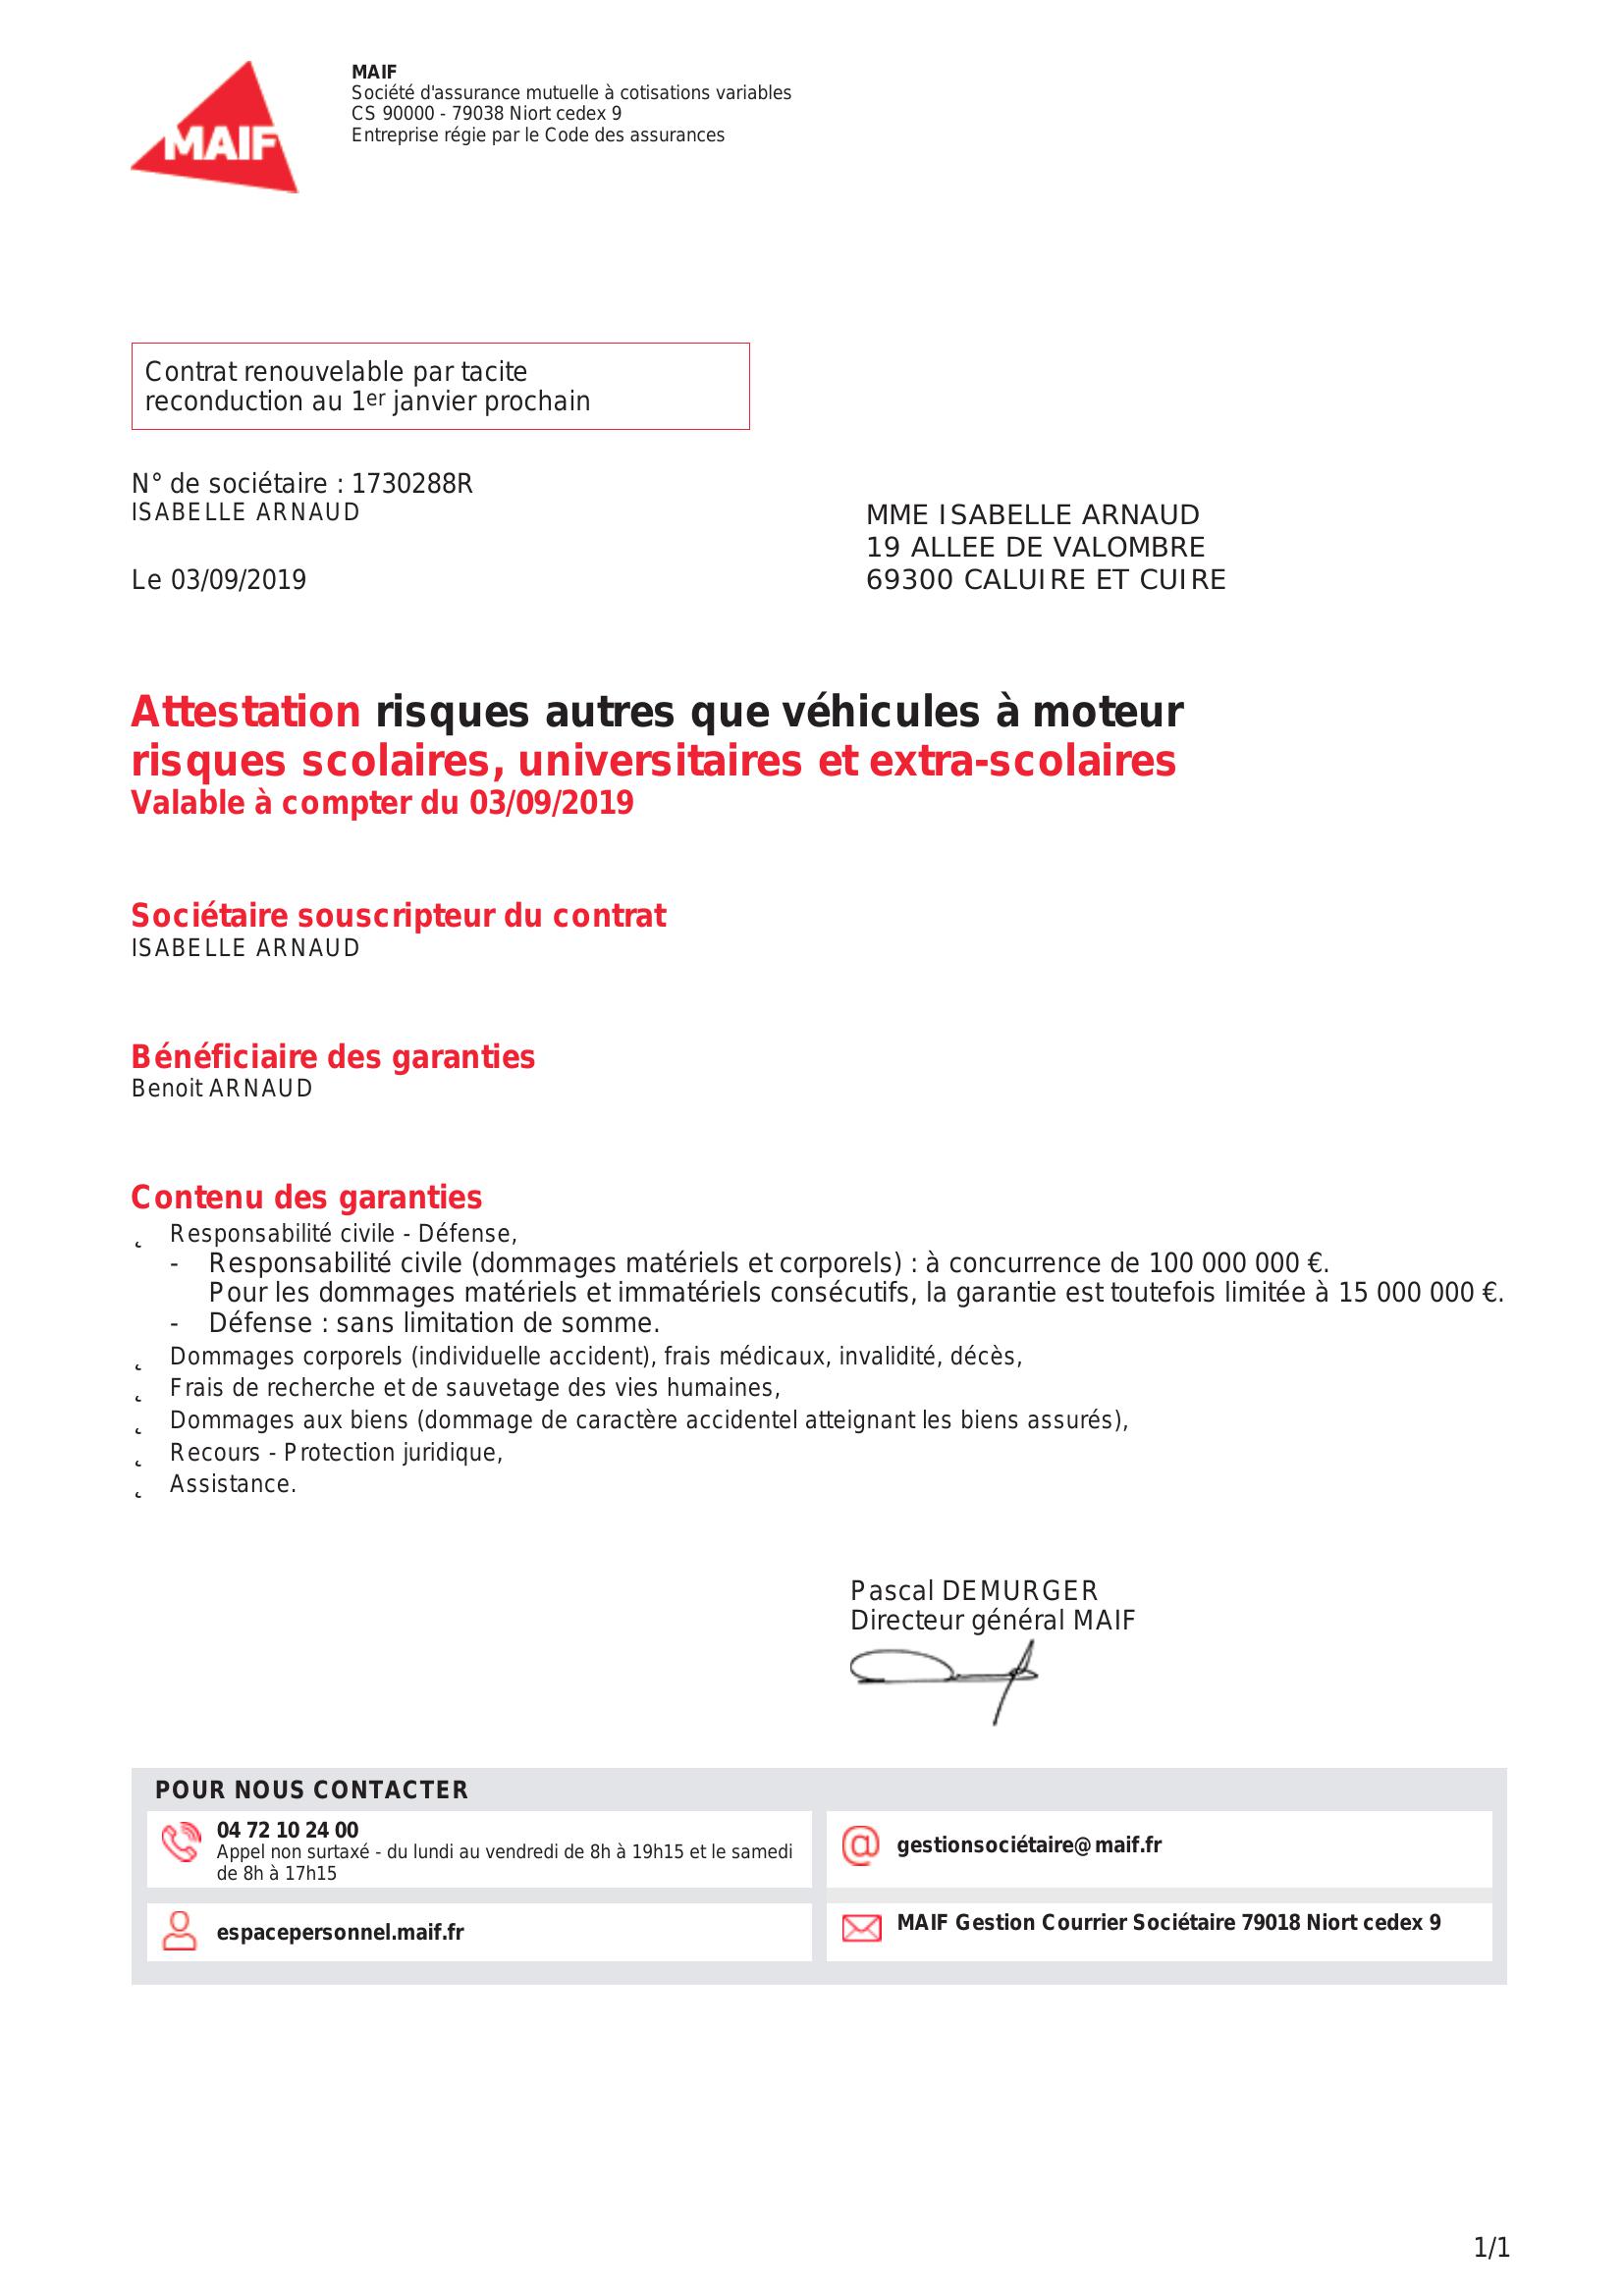 MAIF
MAIF
Société d'assurance mutuelle à cotisations variables
CS 90000 - 79038 Niort cedex 9
Entreprise régie par le Code des assurances
Contrat renouvelable par tacite
reconduction au 1er janvier prochain
N° de sociétaire : 1730288R
ISABELLE ARNAUD
MME ISABELLE ARNAUD
19 ALLEE DE VALOMBRE
Le 03/09/2019
69300 CALUIRE ET CUIRE
Attestation risques autres que véhicules à moteur
risques scolaires, universitaires et extra-scolaires
Valable à compter du 03/09/2019
Sociétaire souscripteur du contrat
ISABELLE ARNAUD
Bénéficiaire des garanties
Benoit ARNAUD
Contenu des garanties
Responsabilité civile - Défense,
- Responsabilité civile (dommages matériels et corporels) : à concurrence de 100 000 000 €.
Pour les dommages matériels et immatériels consécutifs, la garantie est toutefois limitée à 15 000 000 €.
- Défense : sans limitation de somme.
Dommages corporels (individuelle accident), frais médicaux, invalidité, décès,
Frais de recherche et de sauvetage des vies humaines,
Dommages aux biens (dommage de caractère accidentel atteignant les biens assurés),
Recours - Protection juridique,
Assistance.
Pascal DEMURGER
Directeur général MAIF
POUR NOUS CONTACTER
04 72 10 24 00
Appel non surtaxé - du lundi au vendredi de 8h à 19h15 et le samedi
de 8h à 17h15
gestionsociétaire@maif.fr
espacepersonnel.maif.fr
MAIF Gestion Courrier Sociétaire 79018 Niort cedex 9
1/1